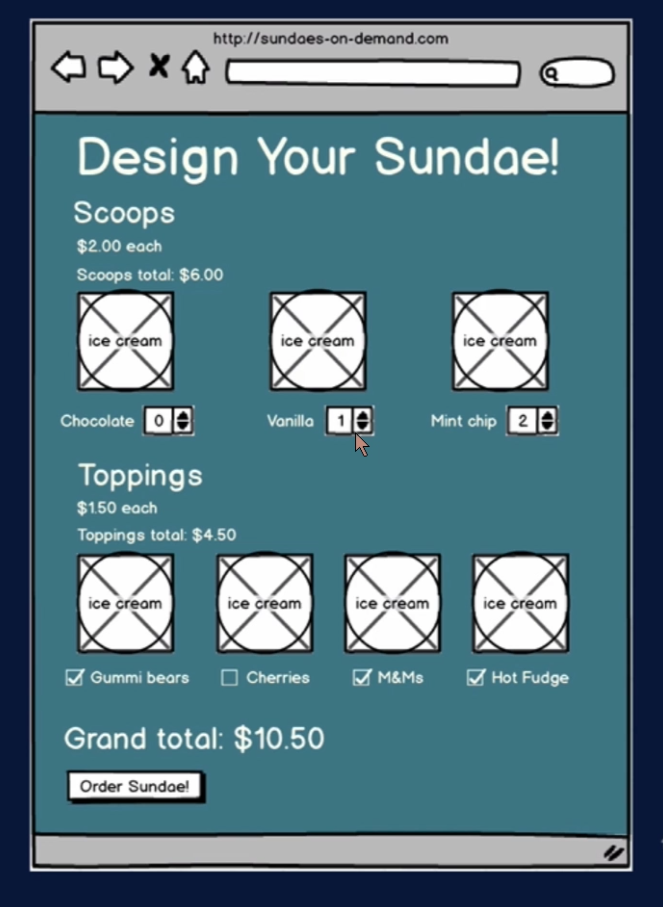 http://sundaes-on-demand.com
Design Your Sundae!
Scoops
$2.00 each
Scoops total: $6.00
ice cream ice cream ice cream
Chocolate 0 Vanilla 1 Mint chip 2
Toppings
$1.50 each
Toppings total: $4.50
ice cream ice cream ice cream ice cream
Gummi bears Cherries M&Ms Hot Fudge
Grand total: $10.50
Order Sundae!